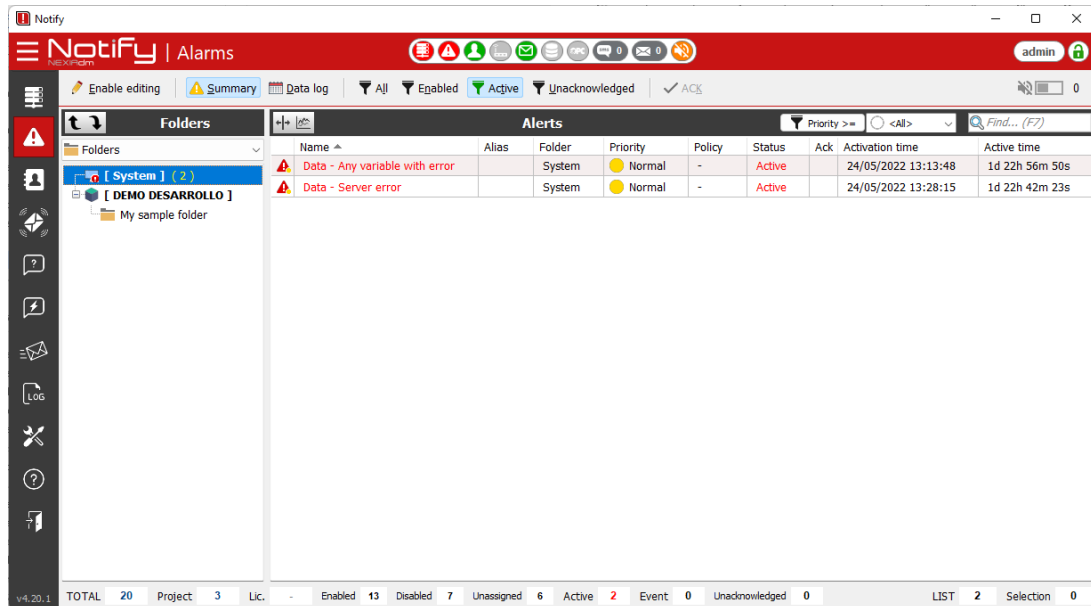 Notify
NotiFy
NEXAdm
| Alarms
0
0
admin
Enable editing
Summary
Data log
All
Enabled
Active
Unacknowledged
ACK
0
Folders
Alerts
Priority >=
<All>
Find... (F7)
Folders
Name Alias Folder Priority Policy Status Ack Activation time Active time
[ System ] ( 2 )
Data - Any variable with error System Normal - Active 24/05/2022 13:13:48 1d 22h 56m 50s
[ DEMO DESARROLLO ]
Data - Server error System Normal - Active 24/05/2022 13:28:15 1d 22h 42m 23s
My sample folder
OPC
?
LOG
?
v4.20.1
TOTAL 20 Project 3 Lic. - Enabled 13 Disabled 7 Unassigned 6 Active 2 Event 0 Unacknowledged 0 LIST 2 Selection 0